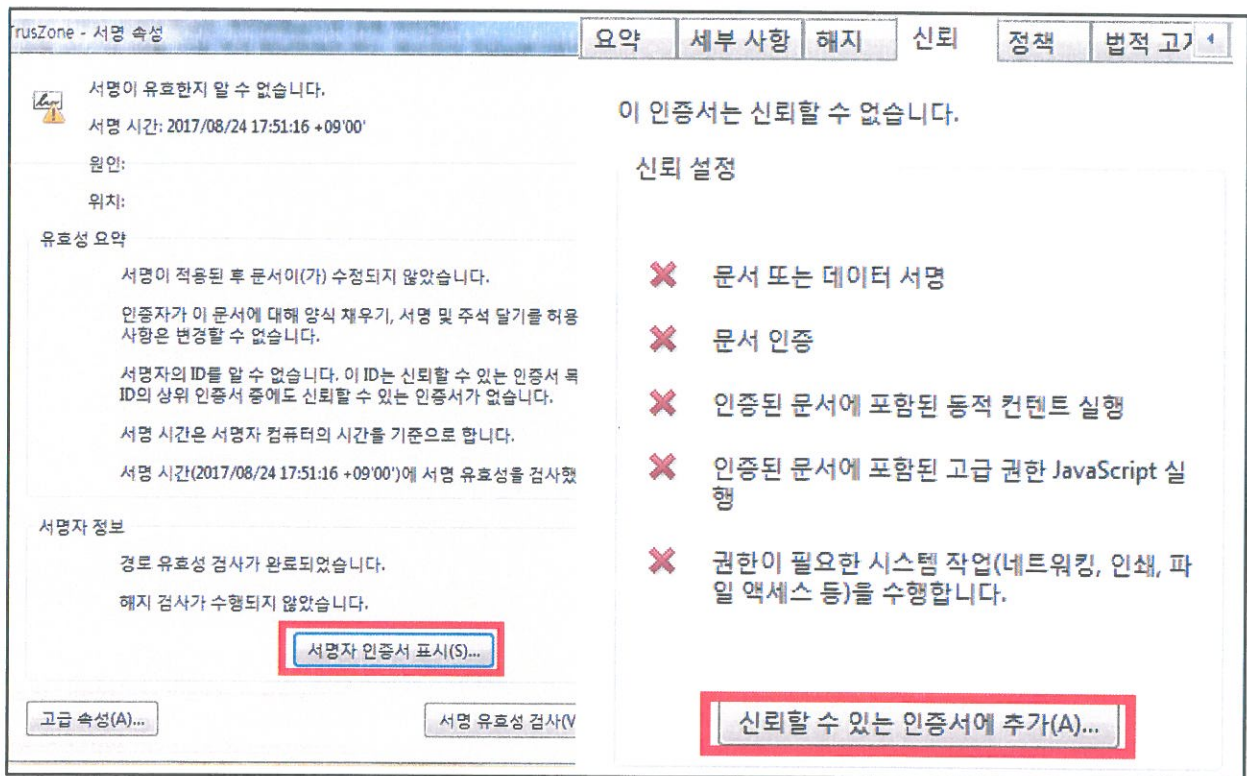 TrusZone - 서명 속성
서명이 유효한지 알 수 없습니다.
서명 시간: 2017/08/24 17:51:16 +09'00'
원인:
위치:
유효성 요약
서명이 적용된 후 문서이(가) 수정되지 않았습니다.
인증자가 이 문서에 대해 양식 채우기, 서명 및 주석 달기를 허용
사항은 변경할 수 없습니다.
서명자의 ID를 알 수 없습니다. 이 ID는 신뢰할 수 있는 인증서 목
ID의 상위 인증서 중에도 신뢰할 수 있는 인증서가 없습니다.
서명 시간은 서명자 컴퓨터의 시간을 기준으로 합니다.
서명 시간(2017/08/24 17:51:16 +09'00')에 서명 유효성을 검사했
서명자 정보
경로 유효성 검사가 완료되었습니다.
해지 검사가 수행되지 않았습니다.
서명자 인증서 표시(S)...
고급 속성(A)...
서명 유효성 검사(V
요약 세부 사항 해지 신뢰 정책 법적 고지
이 인증서는 신뢰할 수 없습니다.
신뢰 설정
문서 또는 데이터 서명
문서 인증
인증된 문서에 포함된 동적 컨텐트 실행
인증된 문서에 포함된 고급 권한 JavaScript 실
행
권한이 필요한 시스템 작업(네트워킹, 인쇄, 파
일 액세스 등)을 수행합니다.
신뢰할 수 있는 인증서에 추가(A)...